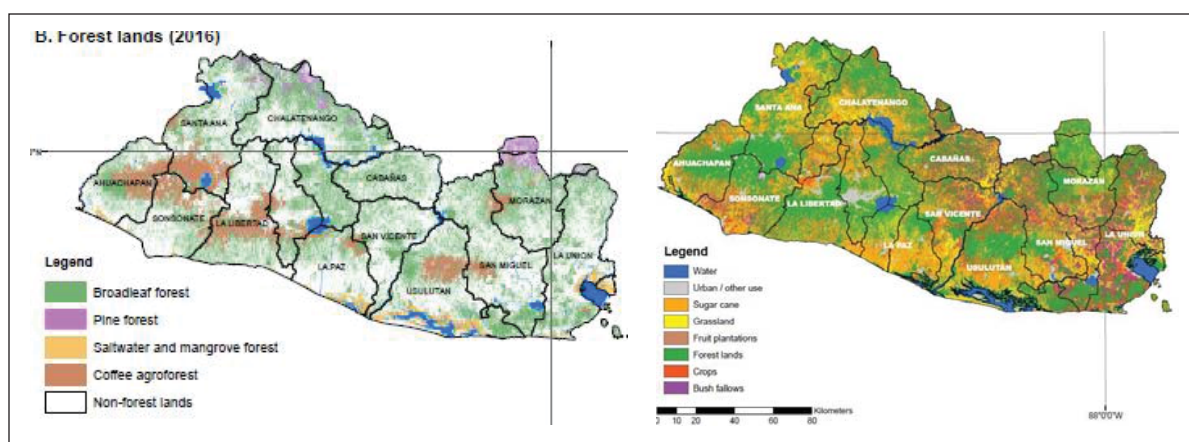 B. Forest lands (2016)
SANTA ANA
CHALATENANGO
AHUACHAPAN
CABAÑAS
MORAZAN
SONSONATE
LA LIBERTAD
SAN VICENTE
LA UNION
LA PAZ
SAN MIGUEL
USULUTAN
Legend
Broadleaf forest
Pine forest
Saltwater and mangrove forest
Coffee agroforest
Non-forest lands
SANTA ANA
CHALATENANGO
AHUACHAPAN
CABAÑAS
MORAZAN
SONSONATE
LA LIBERTAD
SAN VICENTE
LA UNION
LA PAZ
SAN MIGUEL
USULUTAN
Legend
Water
Urban / other use
Sugar cane
Grassland
Fruit plantations
Forest lands
Crops
Bush fallows
Kilometers
0 10 20 40 60 80
88°0'0"W